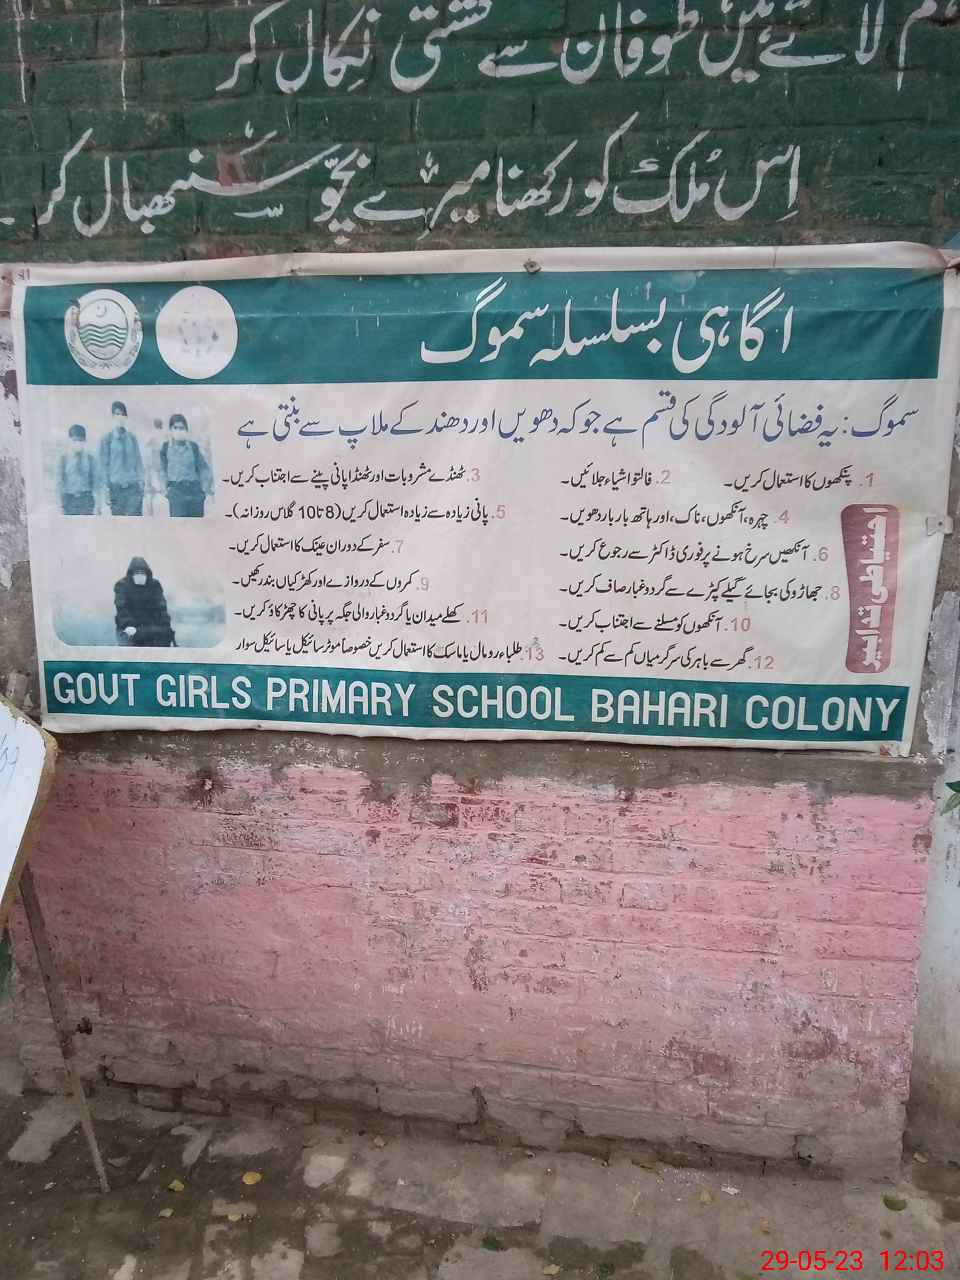 ہم لائے ہیں طوفان سے کشتی نکال کر
اِس مُلک کو رکھنا میرے بچّو سنبھال کر
اگاہی بسلسلہ سموگ
سموگ: یہ فضائی آلودگی کی قسم ہے جو کہ دھویں اور دھند کے ملاپ سے بنتی ہے
احتیاطی تدابیر
1. پنکھوں کا استعمال کریں۔ 2. فالتو اشیاء جلائیں۔ 3. ٹھنڈے مشروبات اور ٹھنڈا پانی پینے سے اجتناب کریں۔
4. چہرہ، آنکھوں، ناک، اور ہاتھ بار بار دھویں۔ 5. پانی زیادہ سے زیادہ استعمال کریں (8 تا 10 گلاس روزانہ)۔
6. آنکھیں سرخ ہونے پر فوری ڈاکٹر سے رجوع کریں۔ 7. سفر کے دوران عینک کا استعمال کریں۔
8. جھاڑو کی بجائے گیلے کپڑے سے گرد و غبار صاف کریں۔ 9. کمروں کے دروازے اور کھڑکیاں بند رکھیں۔
10. آنکھوں کو مسلنے سے اجتناب کریں۔ 11. کھلے میدان یا گرد و غبار والی جگہ پر پانی کا چھڑکاؤ کریں۔
12. گھر سے باہر کی سرگرمیاں کم سے کم کریں۔ 13. طلباء رومال یا ماسک کا استعمال کریں خصوصاً موٹر سائیکل یا سائیکل سوار
GOVT GIRLS PRIMARY SCHOOL BAHARI COLONY
29-05-23 12:03